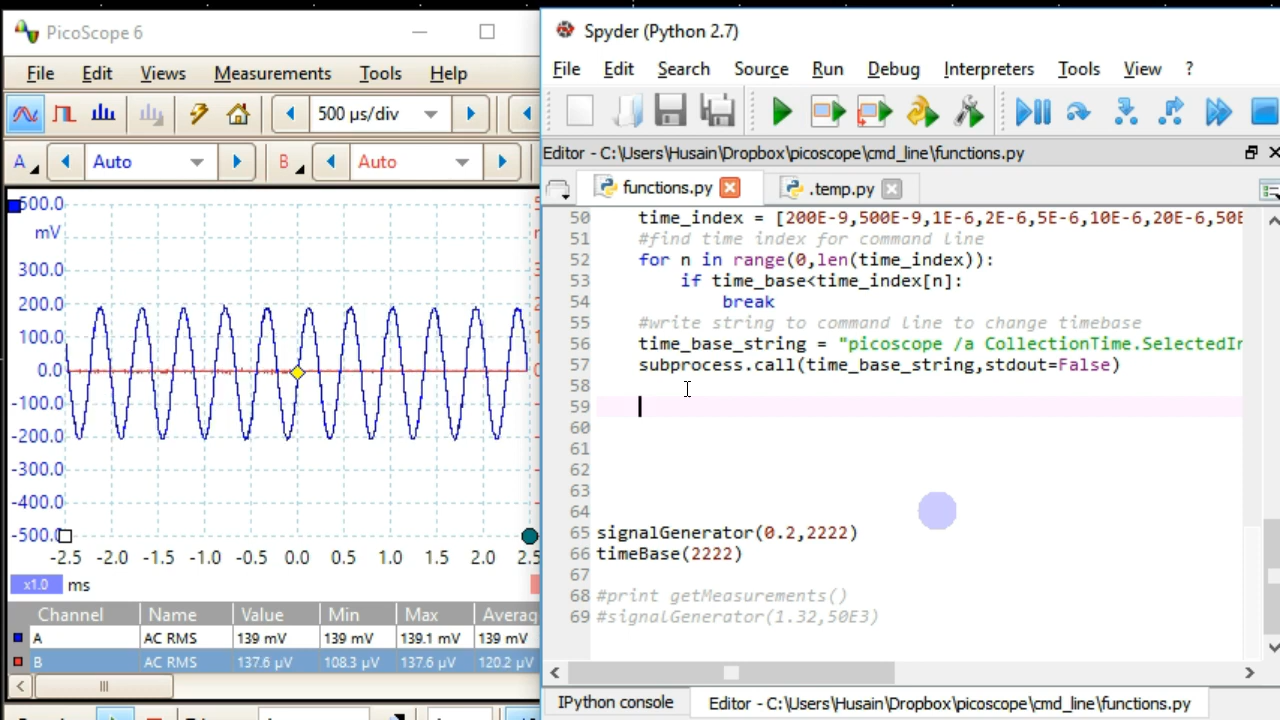 PicoScope 6
File Edit Views Measurements Tools Help
500 µs/div
A Auto B Auto
500.0
mV
300.0
200.0
100.0
0.0
-100.0
-200.0
-300.0
-400.0
-500.0
-2.5 -2.0 -1.5 -1.0 -0.5 0.0 0.5 1.0 1.5 2.0 2.5
x1.0 ms
Channel Name Value Min Max Averag
A AC RMS 139 mV 139 mV 139.1 mV 139 mV
B AC RMS 137.6 µV 108.3 µV 137.6 µV 120.2 µV
Spyder (Python 2.7)
File Edit Search Source Run Debug Interpreters Tools View ?
Editor - C:\Users\Husain\Dropbox\picoscope\cmd_line\functions.py
functions.py .temp.py
50 time_index = [200E-9,500E-9,1E-6,2E-6,5E-6,10E-6,20E-6,50E
51 #find time index for command line
52 for n in range(0,len(time_index)):
53 if time_base<time_index[n]:
54 break
55 #write string to command line to change timebase
56 time_base_string = "picoscope /a CollectionTime.SelectedIn
57 subprocess.call(time_base_string,stdout=False)
58
59
60
61
62
63
64
65 signalGenerator(0.2,2222)
66 timeBase(2222)
67
68 #print getMeasurements()
69 #signalGenerator(1.32,50E3)
IPython console Editor - C:\Users\Husain\Dropbox\picoscope\cmd_line\functions.py